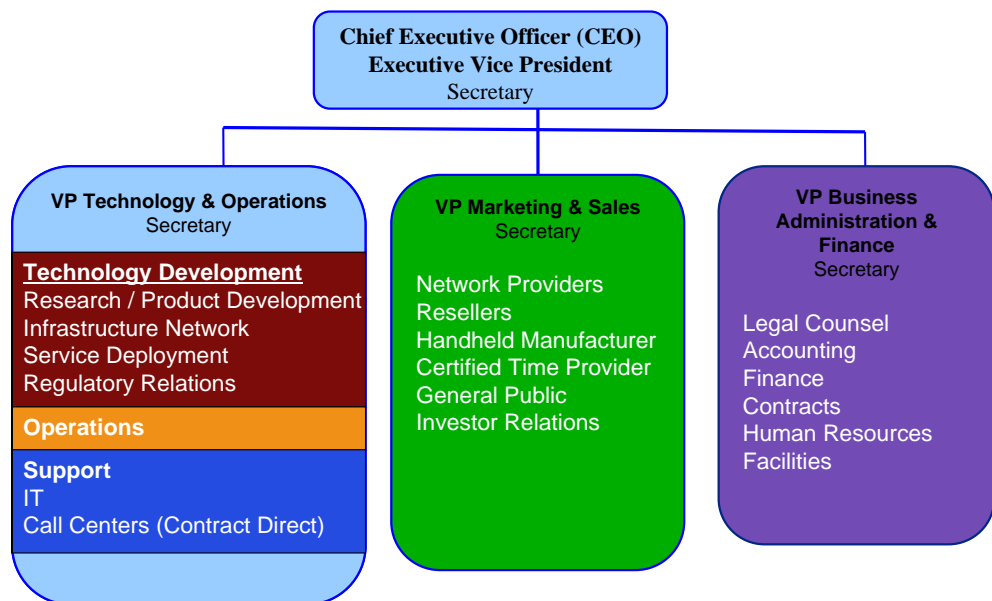 Chief Executive Officer (CEO)
Executive Vice President
Secretary
VP Technology & Operations
Secretary
Technology Development
Research / Product Development
Infrastructure Network
Service Deployment
Regulatory Relations
Operations
Support
IT
Call Centers (Contract Direct)
VP Marketing & Sales
Secretary
Network Providers
Resellers
Handheld Manufacturer
Certified Time Provider
General Public
Investor Relations
VP Business
Administration &
Finance
Secretary
Legal Counsel
Accounting
Finance
Contracts
Human Resources
Facilities